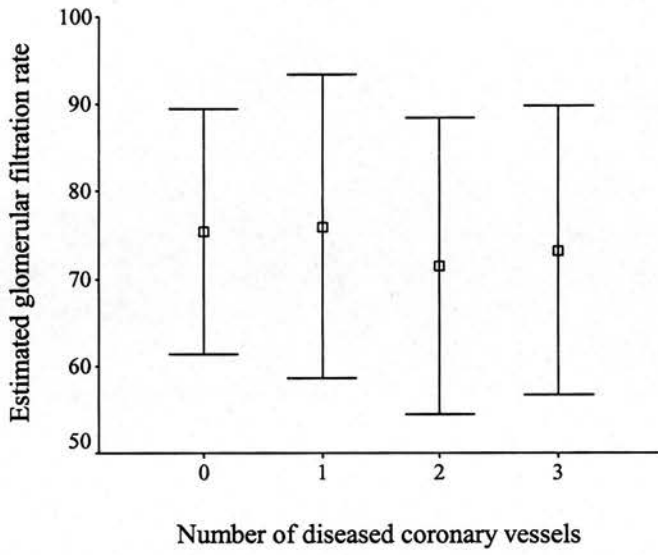 Estimated glomerular filtration rate
100
90
80
70
60
50
0 1 2 3
Number of diseased coronary vessels